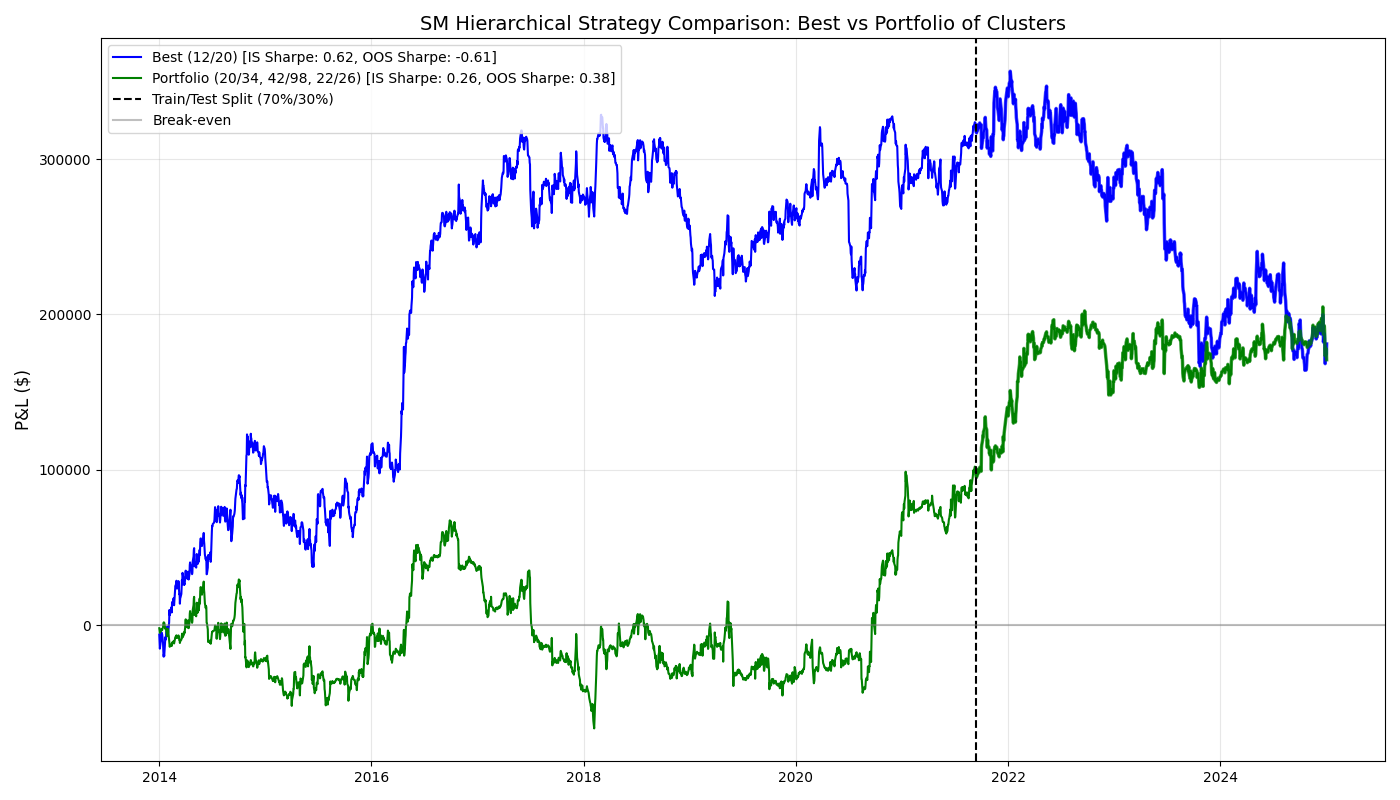 SM Hierarchical Strategy Comparison: Best vs Portfolio of Clusters
Best (12/20) [IS Sharpe: 0.62, OOS Sharpe: -0.61]
Portfolio (20/34, 42/98, 22/26) [IS Sharpe: 0.26, OOS Sharpe: 0.38]
Train/Test Split (70%/30%)
Break-even
P&L ($)
300000
200000
100000
0
2014
2016
2018
2020
2022
2024